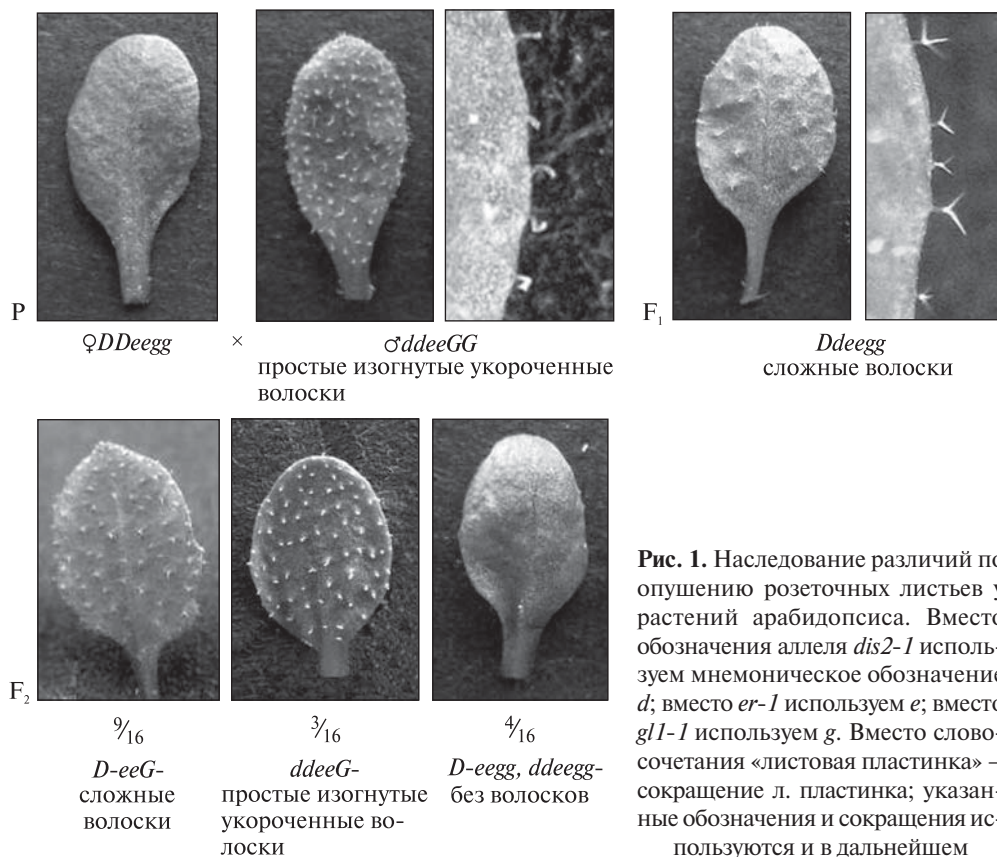 P
♀DDeegg × ♂ddeeGG
простые изогнутые укороченные
волоски
F₁
Ddeegg
сложные волоски
F₂
9/16
D-eeG-
сложные
волоски
3/16
ddeeG-
простые изогнутые
укороченные во-
лоски
4/16
D-eegg, ddeegg-
без волосков
Рис. 1. Наследование различий по
опушению розеточных листьев у
растений арабидопсиса. Вместо
обозначения аллеля dis2-1 исполь-
зуем мнемоническое обозначение
d; вместо er-1 используем e; вместо
gl1-1 используем g. Вместо слово-
сочетания «листовая пластинка» –
сокращение л. пластинка; указан-
ные обозначения и сокращения ис-
пользуются и в дальнейшем